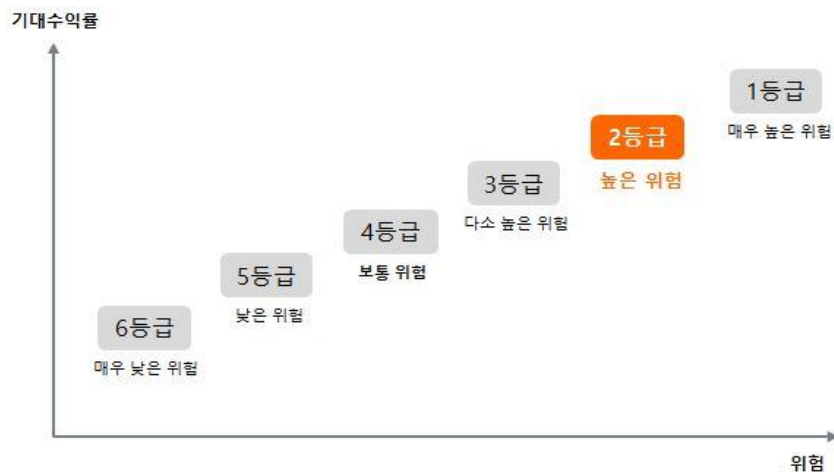 기대수익률
1등급
매우 높은 위험
2등급
높은 위험
3등급
다소 높은 위험
4등급
보통 위험
5등급
낮은 위험
6등급
매우 낮은 위험
위험